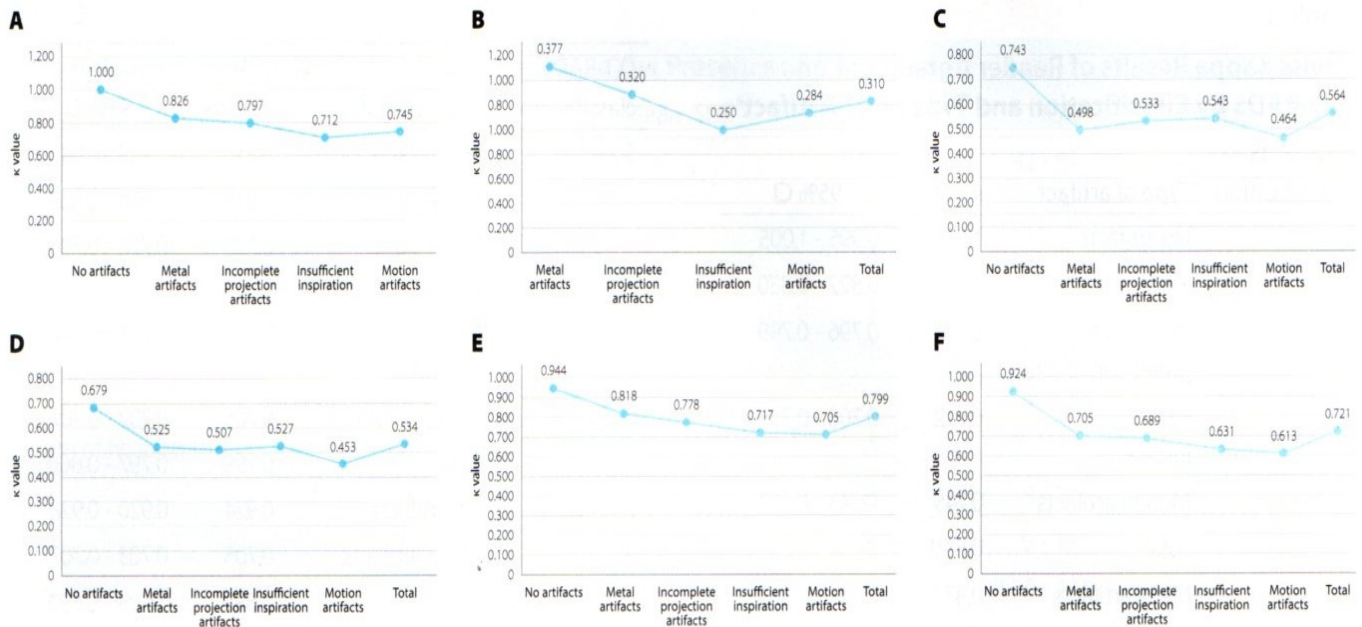 A
κ value
1.200
1.000
0.800
0.600
0.400
0.200
0
1.000
0.826
0.797
0.712
0.745
No artifacts
Metal artifacts
Incomplete projection artifacts
Insufficient inspiration
Motion artifacts
B
κ value
1.200
1.000
0.800
1.000
0.800
0.600
0.400
0.200
0.100
0
0.377
0.320
0.250
0.284
0.310
Metal artifacts
Incomplete projection artifacts
Insufficient inspiration
Motion artifacts
Total
C
κ value
0.800
0.700
0.600
0.500
0.400
0.300
0.200
0.100
0
0.743
0.498
0.533
0.543
0.464
0.564
No artifacts
Metal artifacts
Incomplete projection artifacts
Insufficient inspiration
Motion artifacts
Total
D
κ value
0.800
0.700
0.600
0.500
0.400
0.300
0.200
0.100
0
0.679
0.525
0.507
0.527
0.453
0.534
No artifacts
Metal artifacts
Incomplete projection artifacts
Insufficient inspiration
Motion artifacts
Total
E
κ value
1.000
0.900
0.800
0.700
0.600
0.500
0.400
0.300
0.200
0.100
0
0.944
0.818
0.778
0.717
0.705
0.799
No artifacts
Metal artifacts
Incomplete projection artifacts
Insufficient inspiration
Motion artifacts
Total
F
κ value
1.000
0.900
0.800
0.700
0.600
0.500
0.400
0.300
0.200
0.100
0
0.924
0.705
0.689
0.631
0.613
0.721
No artifacts
Metal artifacts
Incomplete projection artifacts
Insufficient inspiration
Motion artifacts
Total